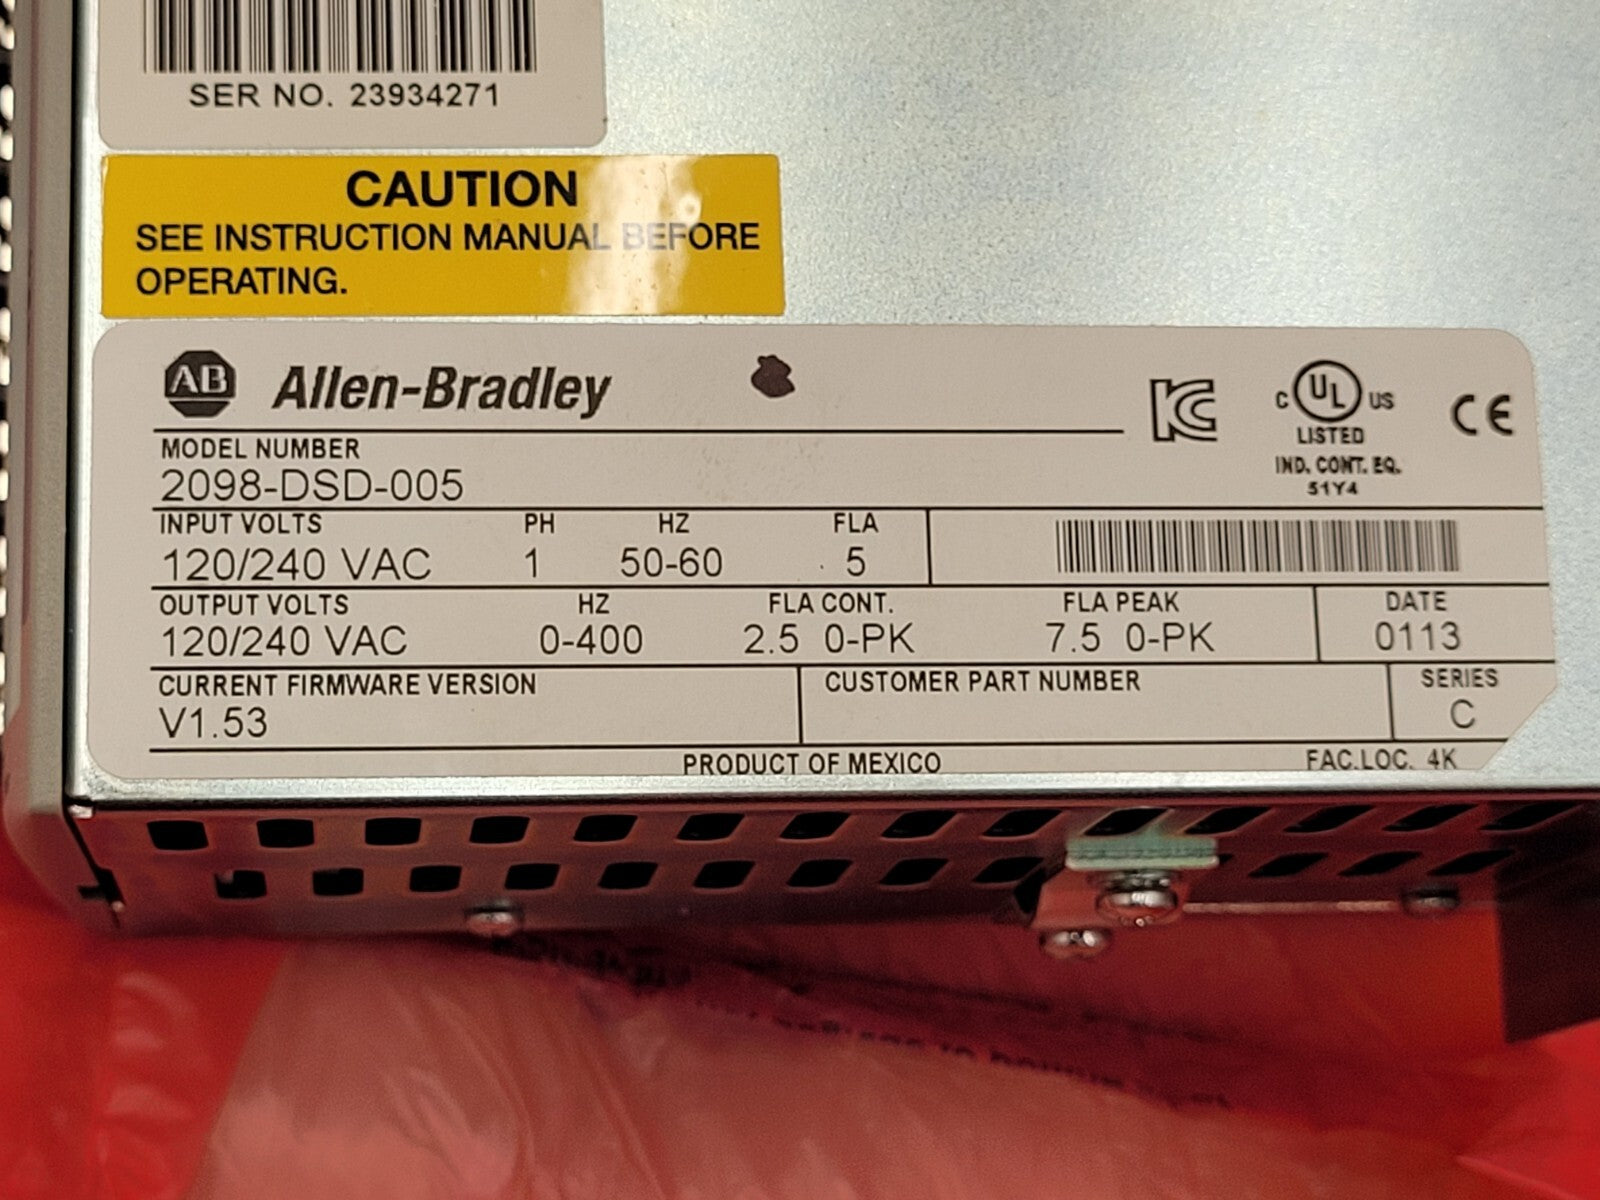 SER NO. 23934271
CAUTION
SEE INSTRUCTION MANUAL BEFORE
OPERATING.
AB Allen-Bradley
C UL US
LISTED
IND. CONT. EQ.
51Y4
CE
MODEL NUMBER
2098-DSD-005
INPUT VOLTS PH HZ FLA
120/240 VAC 1 50-60 5
OUTPUT VOLTS HZ FLA CONT. FLA PEAK DATE
120/240 VAC 0-400 2.5 0-PK 7.5 0-PK 0113
CURRENT FIRMWARE VERSION CUSTOMER PART NUMBER SERIES
V1.53 C
PRODUCT OF MEXICO FAC.LOC. 4K